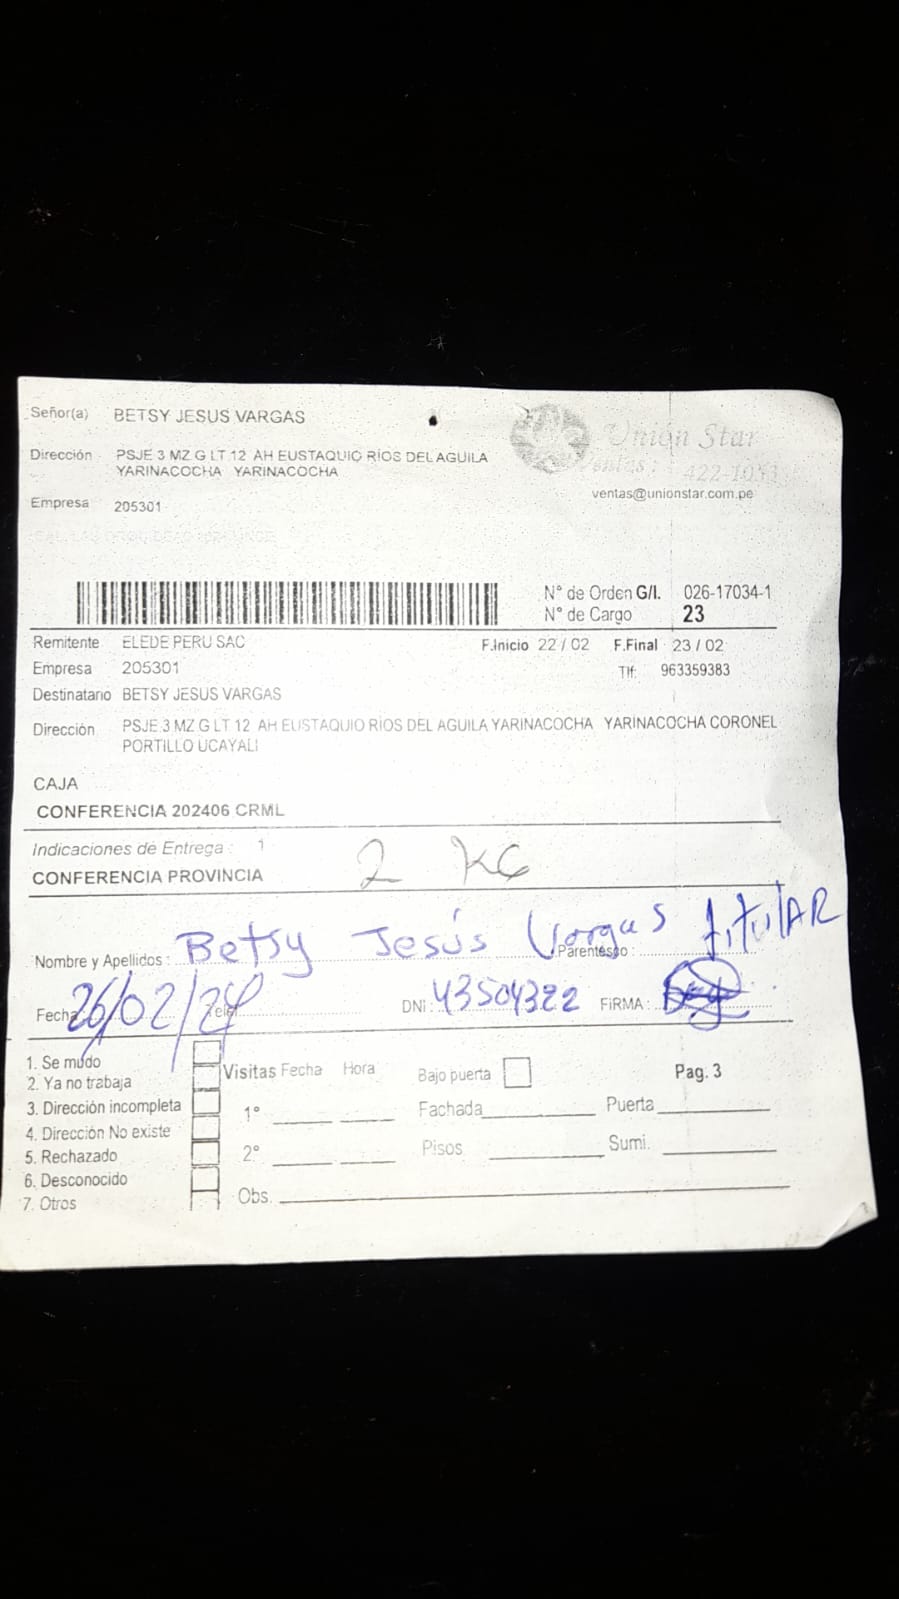 Señor(a) BETSY JESUS VARGAS
Dirección PSJE 3 MZ G LT 12 AH EUSTAQUIO RIOS DEL AGUILA
YARINACOCHA YARINACOCHA
Empresa 205301
Unión Star
Ventas: 422-1033
ventas@unionstar.com.pe
N° de Orden G/I. 026-17034-1
N° de Cargo 23
Remitente ELEDE PERU SAC F.Inicio 22 / 02 F.Final 23 / 02
Empresa 205301 Tlf: 963359383
Destinatario BETSY JESUS VARGAS
Dirección PSJE 3 MZ G LT 12 AH EUSTAQUIO RIOS DEL AGUILA YARINACOCHA YARINACOCHA CORONEL
PORTILLO UCAYALI
CAJA
CONFERENCIA 202406 CRML
Indicaciones de Entrega : 1
2 KG
CONFERENCIA PROVINCIA
Nombre y Apellidos : Betsy Jesús Vargas Parentesco : titulAR
Fecha 26/02/24 Telef. DNI : 43504322 FIRMA :
1. Se mudo
2. Ya no trabaja
3. Dirección incompleta
4. Dirección No existe
5. Rechazado
6. Desconocido
7. Otros
Visitas Fecha Hora Bajo puerta Pag. 3
1° Fachada Puerta
2° Pisos Sumi.
Obs.